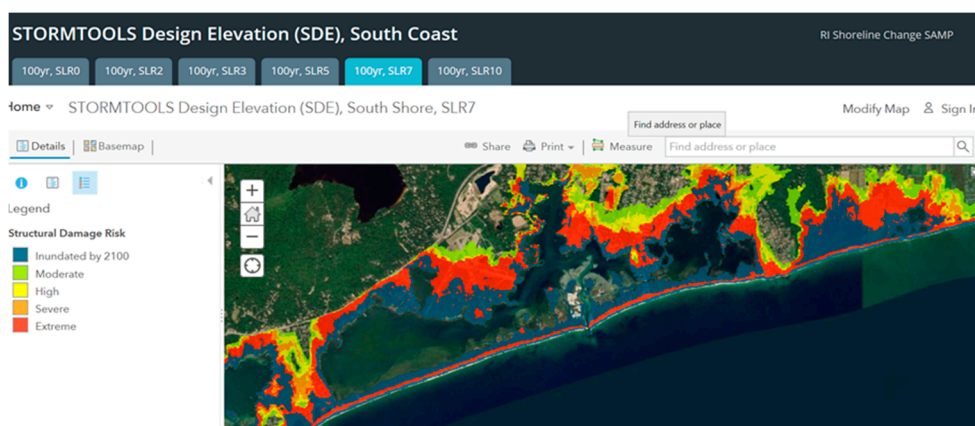 STORMTOOLS Design Elevation (SDE), South Coast
RI Shoreline Change SAMP
100yr, SLR0
100yr, SLR2
100yr, SLR3
100yr, SLR5
100yr, SLR7
100yr, SLR10
Home
STORMTOOLS Design Elevation (SDE), South Shore, SLR7
Modify Map
Sign In
Find address or place
Details
Basemap
Share
Print
Measure
Find address or place
Legend
Structural Damage Risk
Inundated by 2100
Moderate
High
Severe
Extreme